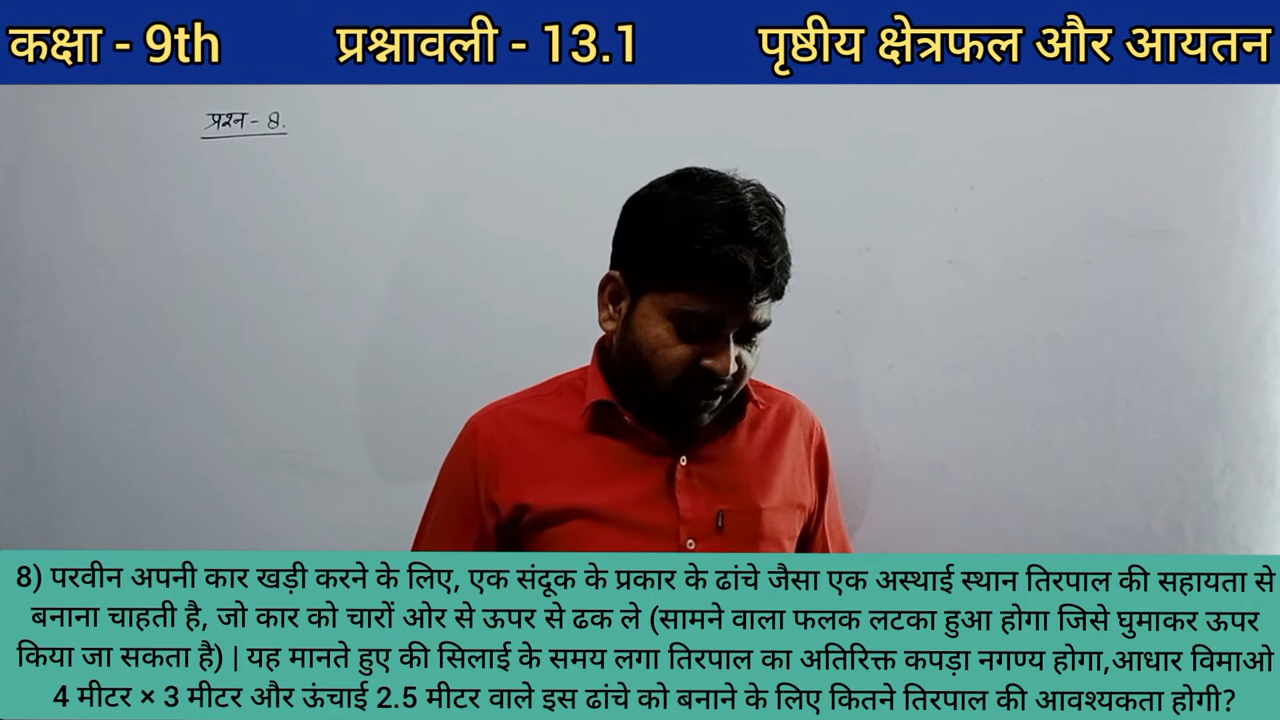 कक्षा - 9th प्रश्नावली - 13.1 पृष्ठीय क्षेत्रफल और आयतन
प्रश्न - 8.
8) परवीन अपनी कार खड़ी करने के लिए, एक संदूक के प्रकार के ढांचे जैसा एक अस्थाई स्थान तिरपाल की सहायता से
बनाना चाहती है, जो कार को चारों ओर से ऊपर से ढक ले (सामने वाला फलक लटका हुआ होगा जिसे घुमाकर ऊपर
किया जा सकता है) | यह मानते हुए की सिलाई के समय लगा तिरपाल का अतिरिक्त कपड़ा नगण्य होगा,आधार विमाओ
4 मीटर × 3 मीटर और ऊंचाई 2.5 मीटर वाले इस ढांचे को बनाने के लिए कितने तिरपाल की आवश्यकता होगी?